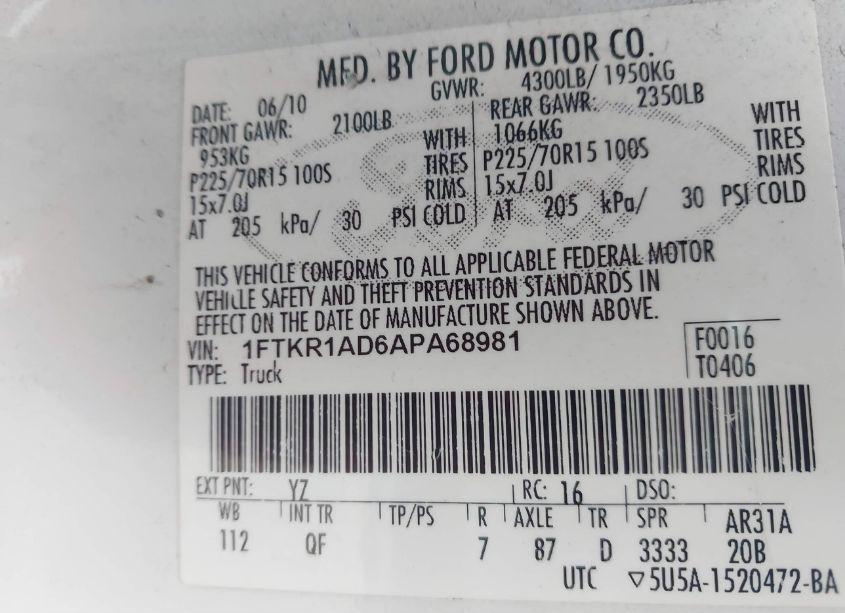 MFD. BY FORD MOTOR CO.
DATE: 06/10 GVWR: 4300LB/ 1950KG
FRONT GAWR: 2100LB REAR GAWR: 2350LB
953KG WITH 1066KG WITH
P225/70R15 100S TIRES P225/70R15 100S TIRES
15x7.0J RIMS 15x7.0J RIMS
AT 205 kPa/ 30 PSI COLD AT 205 kPa/ 30 PSI COLD
THIS VEHICLE CONFORMS TO ALL APPLICABLE FEDERAL MOTOR
VEHICLE SAFETY AND THEFT PREVENTION STANDARDS IN
EFFECT ON THE DATE OF MANUFACTURE SHOWN ABOVE.
VIN: 1FTKR1AD6APA68981 F0016
TYPE: Truck T0406
EXT PNT: YZ RC: 16 DSO:
WB INT TR TP/PS R AXLE TR SPR AR31A
112 QF 7 87 D 3333 20B
UTC ▽5U5A-1520472-BA